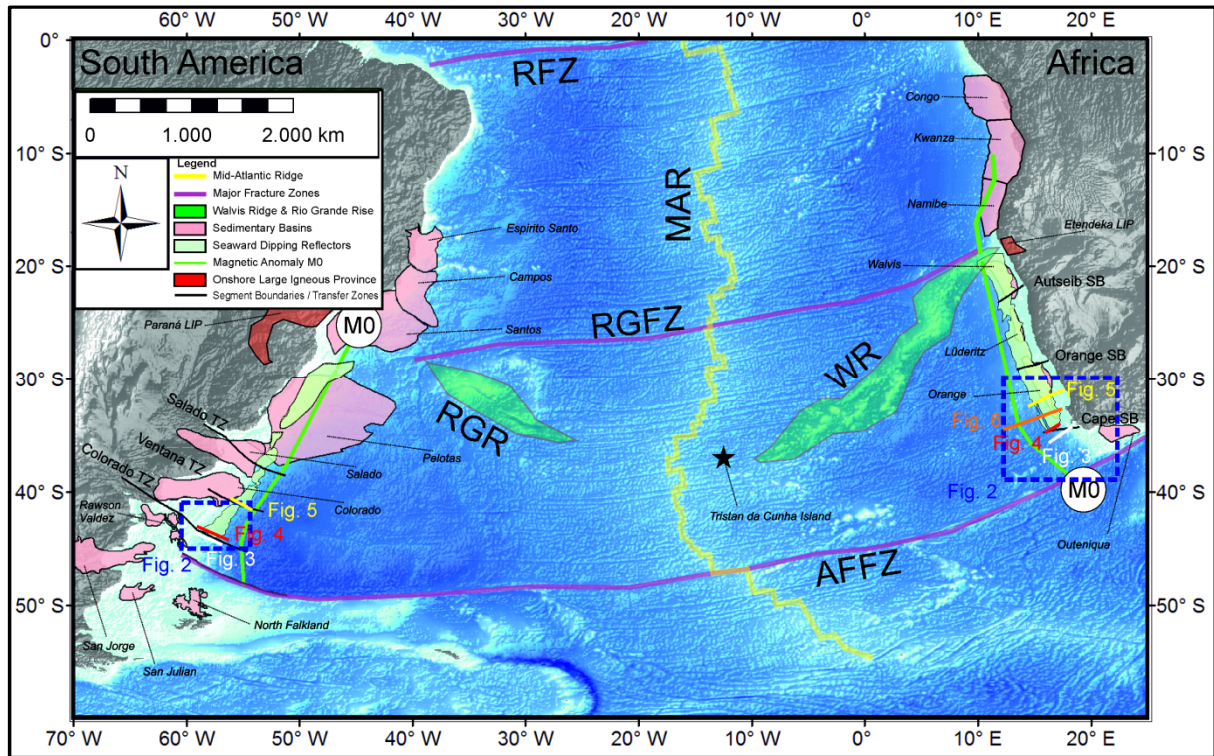 60° W 50° W 40° W 30° W 20° W 10° W 0° 10° E 20° E
0°
South America
Africa
RFZ
0 1.000 2.000 km
N
Legend
Mid-Atlantic Ridge
Major Fracture Zones
Walvis Ridge & Rio Grande Rise
Sedimentary Basins
Seaward Dipping Reflectors
Magnetic Anomaly M0
Onshore Large Igneous Province
Segment Boundaries / Transfer Zones
Congo
Kwanza
10° S
10° S
MAR
Namibe
Etendeka LIP
Espirito Santo
Walvis
20° S
20° S
Campos
Autseib SB
Paraná LIP
M0
Santos
RGFZ
Lüderitz
Orange SB
30° S
30° S
WR
Orange
Fig. 5
RGR
Fig. 6
Cape SB
Salado TZ
Fig. 4
Ventana TZ
Pelotas
Fig. 3
Salado
Colorado TZ
40° S
40° S
Fig. 2
M0
Rawson
Valdez
Colorado
Fig. 5
Tristan da Cunha Island
Fig. 4
Outeniqua
Fig. 3
Fig. 2
AFFZ
50° S
50° S
North Falkland
San Jorge
San Julian
70° W 60° W 50° W 40° W 30° W 20° W 10° W 0° 10° E 20° E